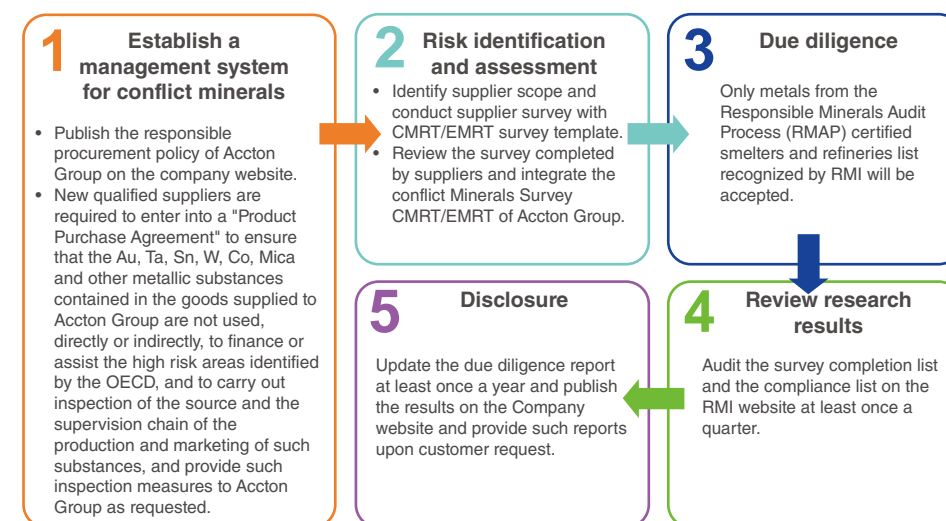 1
Establish a
management system
for conflict minerals
• Publish the responsible
procurement policy of Accton
Group on the company website.
• New qualified suppliers are
required to enter into a "Product
Purchase Agreement" to ensure
that the Au, Ta, Sn, W, Co, Mica
and other metallic substances
contained in the goods supplied to
Accton Group are not used,
directly or indirectly, to finance or
assist the high risk areas identified
by the OECD, and to carry out
inspection of the source and the
supervision chain of the
production and marketing of such
substances, and provide such
inspection measures to Accton
Group as requested.
2
Risk identification
and assessment
• Identify supplier scope and
conduct supplier survey with
CMRT/EMRT survey template.
• Review the survey completed
by suppliers and integrate the
conflict Minerals Survey
CMRT/EMRT of Accton Group.
3
Due diligence
Only metals from the
Responsible Minerals Audit
Process (RMAP) certified
smelters and refineries list
recognized by RMI will be
accepted.
4
Review research
results
Audit the survey completion list
and the compliance list on the
RMI website at least once a
quarter.
5
Disclosure
Update the due diligence report
at least once a year and publish
the results on the Company
website and provide such reports
upon customer request.